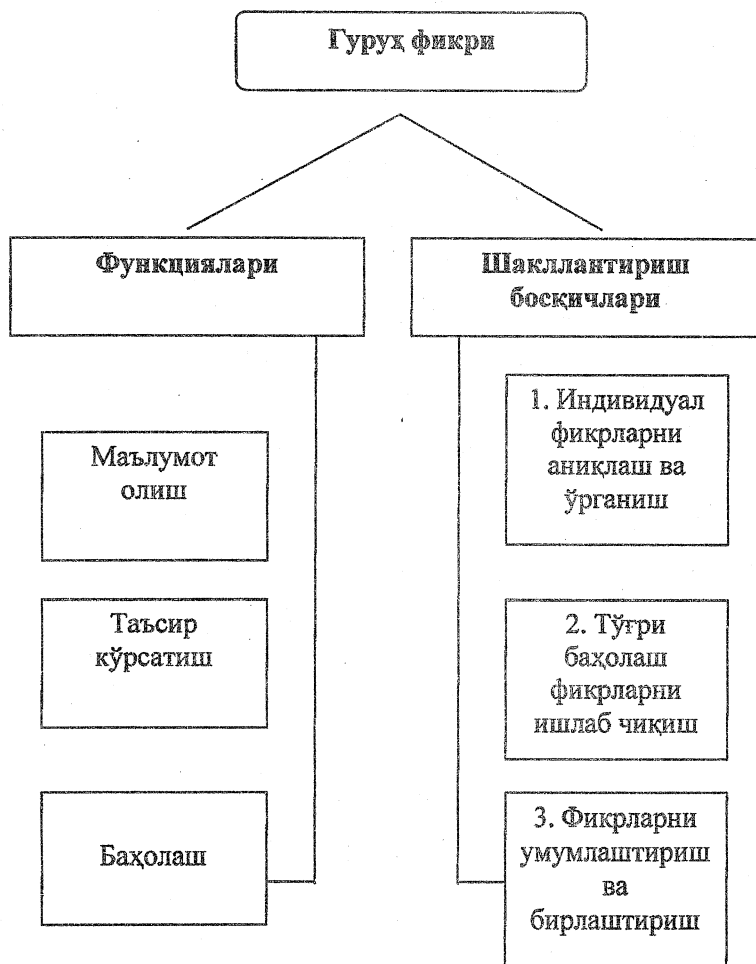 Гуруҳ фикри
Функциялари
Маълумот
олиш
Таъсир
кўрсатиш
Баҳолаш
Шакллантириш
босқичлари
1. Индивидуал
фикрларни
аниқлаш ва
ўрганиш
2. Тўғри
баҳолаш
фикрларни
ишлаб чиқиш
3. Фикрларни
умумлаштириш
ва
бирлаштириш